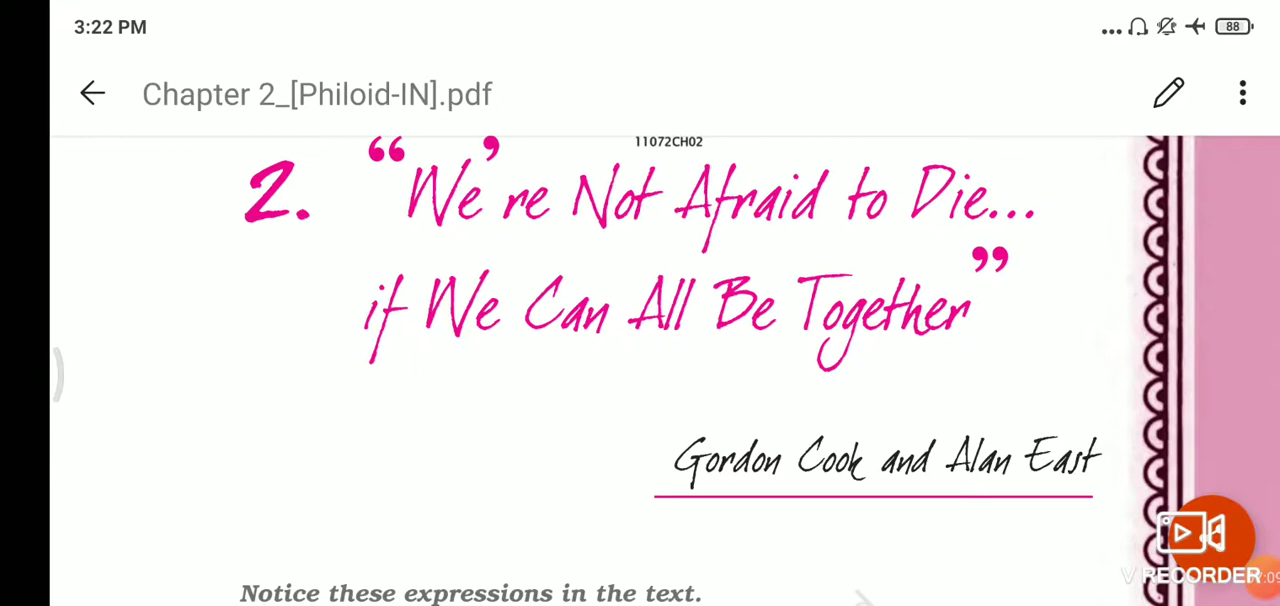 3:22 PM
88
Chapter 2_[Philoid-IN].pdf
11072CH02
2. “We’re Not Afraid to Die...
if We Can All Be Together”
Gordon Cook and Alan East
V RECORDER
Notice these expressions in the text.